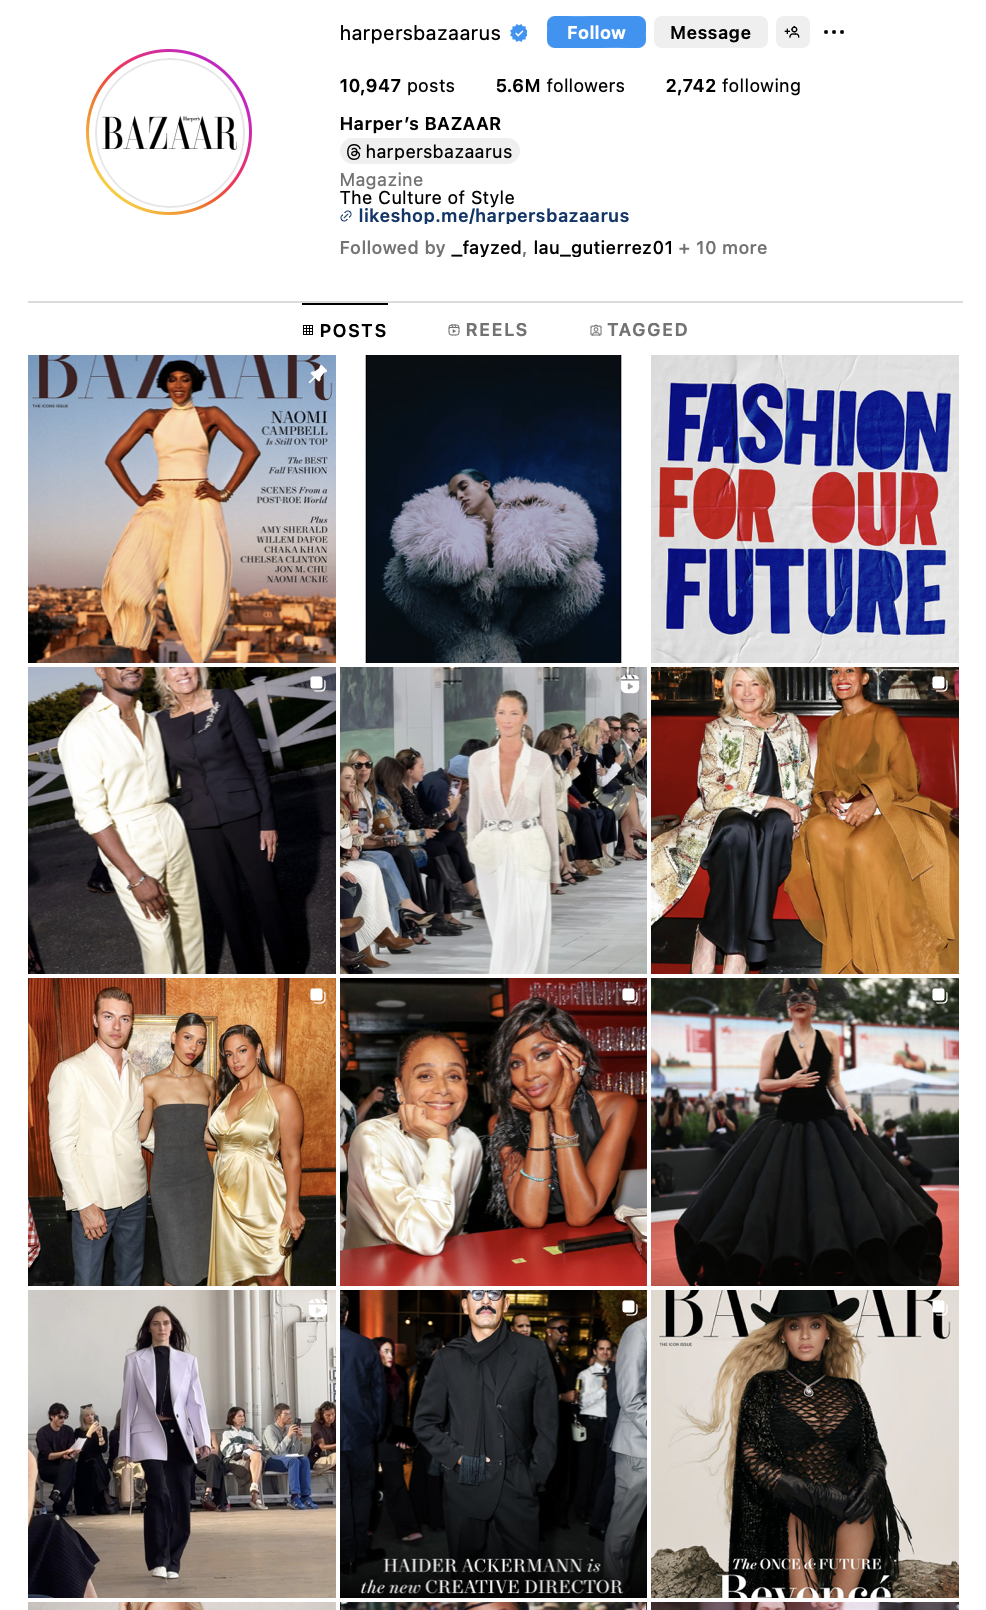 harpersbazaarus
Follow
Message
10,947 posts
5.6M followers
2,742 following
Harper's
BAZAAR
Harper’s BAZAAR
harpersbazaarus
Magazine
The Culture of Style
likeshop.me/harpersbazaarus
Followed by _fayzed, lau_gutierrez01 + 10 more
POSTS
REELS
TAGGED
BAZAAR
THE ICONS ISSUE
NAOMI
CAMPBELL
Is Still ON TOP
The BEST
Fall FASHION
SCENES From a
POST-ROE World
Plus
AMY SHERALD
WILLEM DAFOE
CHAKA KHAN
CHELSEA CLINTON
JON M. CHU
NAOMI ACKIE
FASHION
FOR OUR
FUTURE
HAIDER ACKERMANN is
the new CREATIVE DIRECTOR
BAZAAR
THE ICON ISSUE
The ONCE & FUTURE
Beyoncé